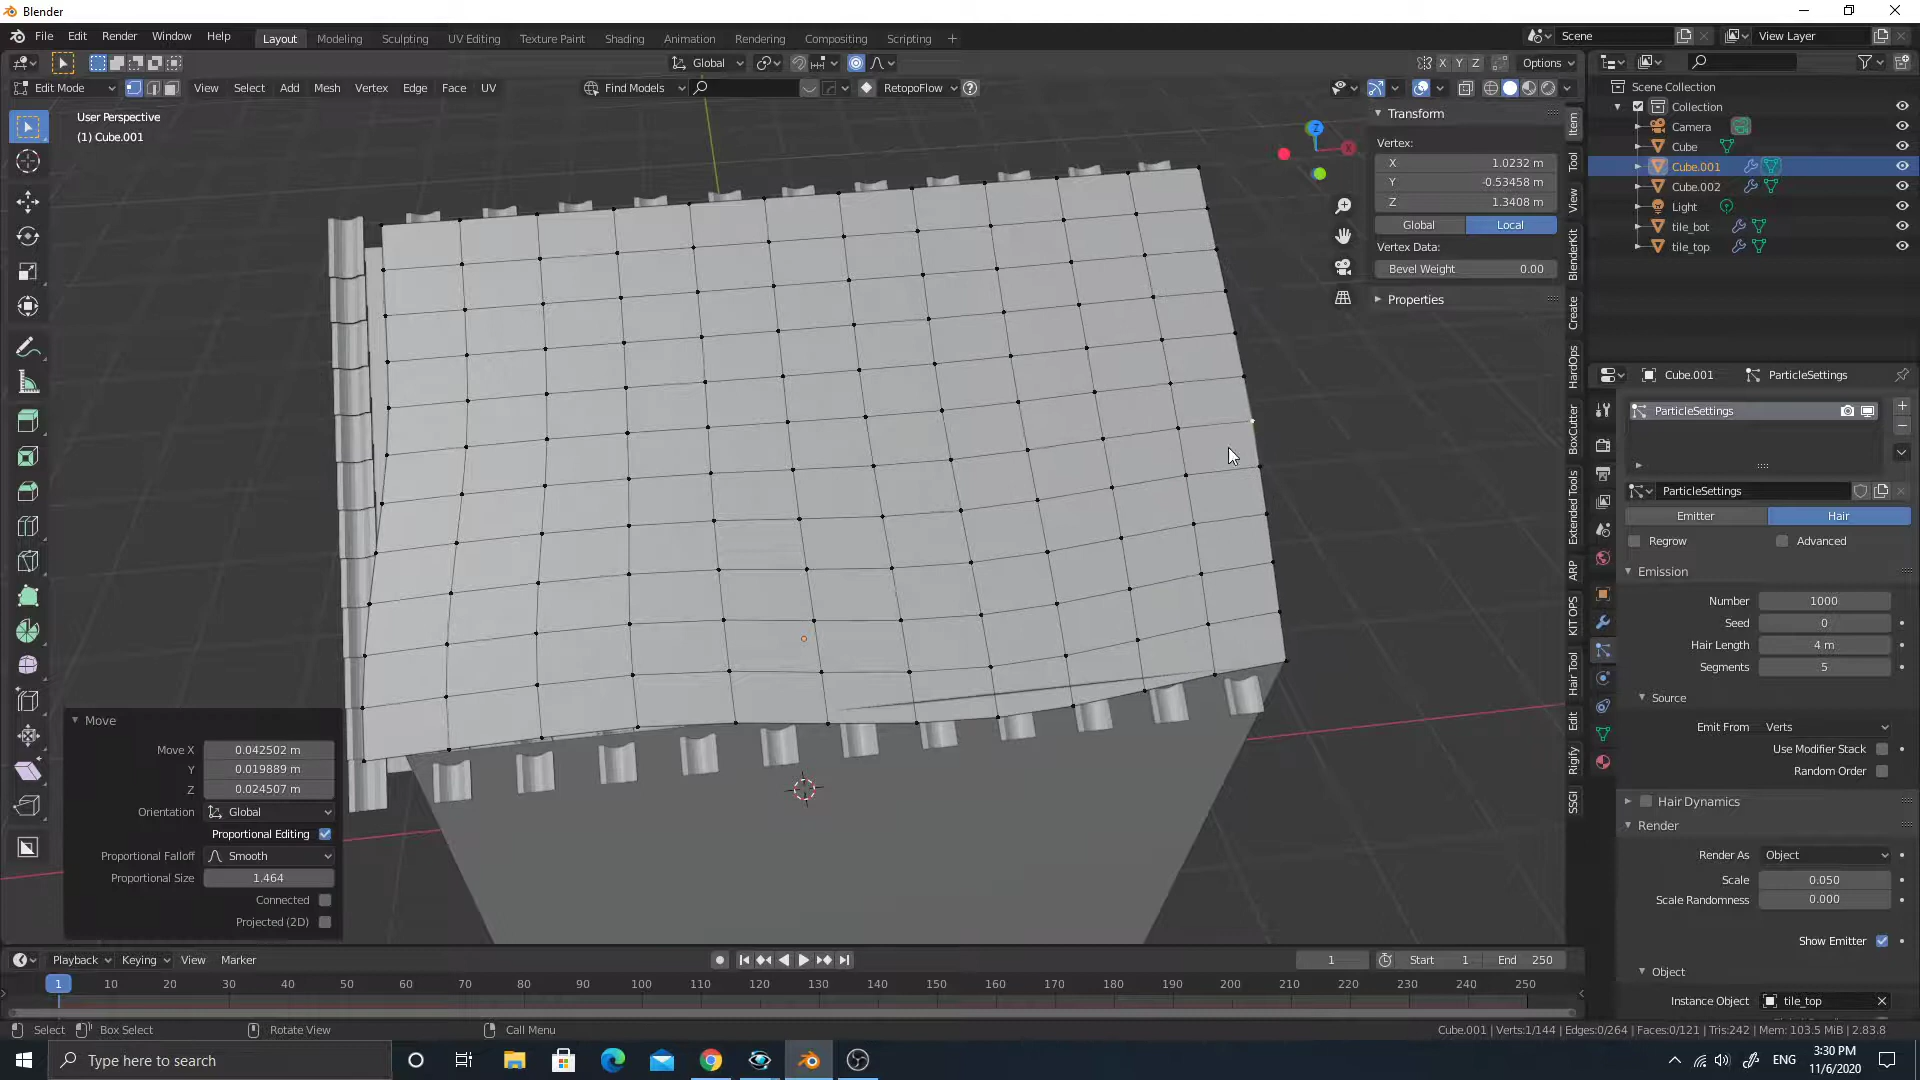 Blender
File Edit Render Window Help
Layout Modeling Sculpting UV Editing Texture Paint Shading Animation Rendering Compositing Scripting +
Scene View Layer
Global X Y Z Options
Edit Mode View Select Add Mesh Vertex Edge Face UV Find Models RetopoFlow
User Perspective
(1) Cube.001
Transform
Vertex:
X 1.0232 m
Y -0.53458 m
Z 1.3408 m
Global Local
Vertex Data:
Bevel Weight 0.00
Properties
Item
Tool
View
BlenderKit
Create
HardOps
BoxCutter
Extended Tools
ARP
KIT OPS
Hair Tool
Edit
Rigify
SSGI
Z
X
Scene Collection
Collection
Camera
Cube
Cube.001
Cube.002
Light
tile_bot
tile_top
Cube.001 ParticleSettings
ParticleSettings
ParticleSettings
Emitter Hair
Regrow Advanced
Emission
Number 1000
Seed 0
Hair Length 4 m
Segments 5
Source
Emit From Verts
Use Modifier Stack
Random Order
Hair Dynamics
Render
Render As Object
Scale 0.050
Scale Randomness 0.000
Show Emitter
Object
Instance Object tile_top
Move
Move X 0.042502 m
Y 0.019889 m
Z 0.024507 m
Orientation Global
Proportional Editing
Proportional Falloff Smooth
Proportional Size 1.464
Connected
Projected (2D)
Playback Keying View Marker 1 Start 1 End 250
1 10 20 30 40 50 60 70 80 90 100 110 120 130 140 150 160 170 180 190 200 210 220 230 240 250
Select Box Select Rotate View Call Menu Cube.001 | Verts:1/144 | Edges:0/264 | Faces:0/121 | Tris:242 | Mem: 103.5 MiB | 2.83.8
Type here to search
ENG
3:30 PM
11/6/2020